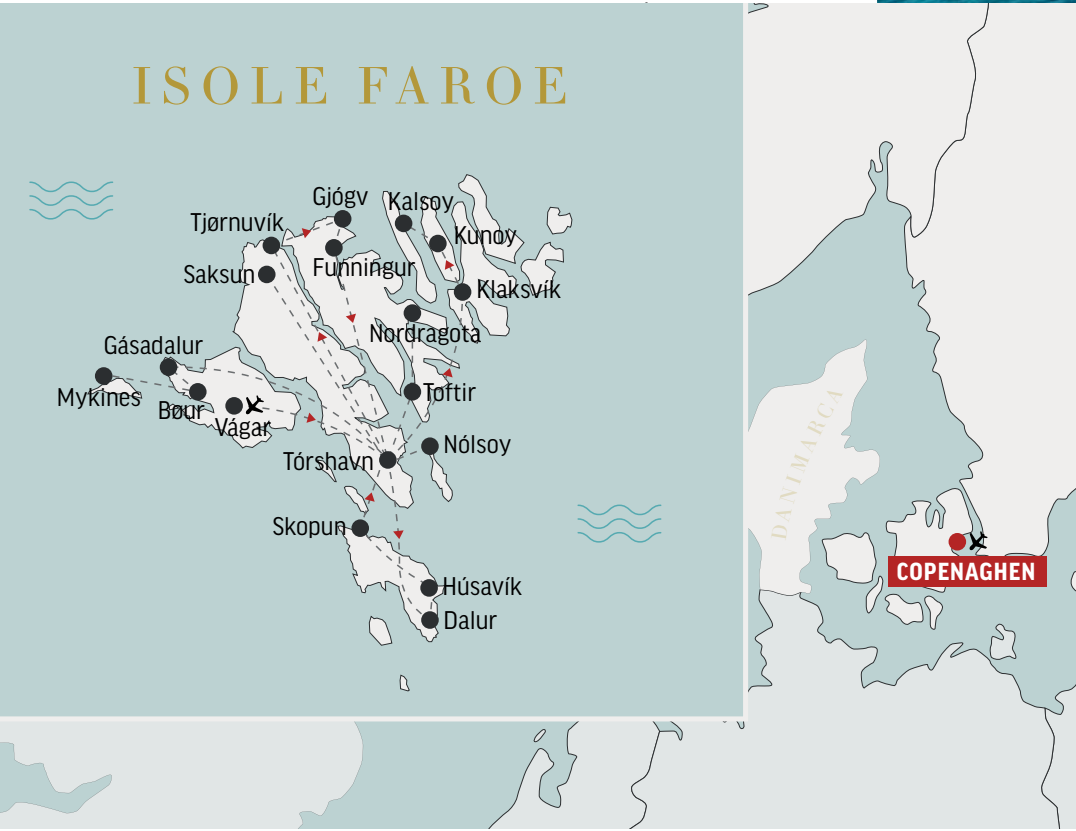 ISOLE FAROE
Gjógv
Kalsoy
Tjørnuvík
Kunoy
Saksun
Funningur
Klaksvík
Nordragota
Gásadalur
Mykines
Bøur
Toftir
Vágar
Nólsoy
Tórshavn
Skopun
Húsavík
Dalur
DANIMARCA
COPENAGHEN